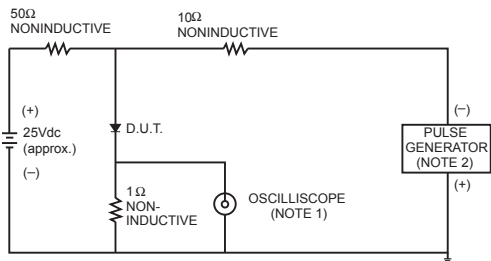 50Ω
NONINDUCTIVE
10Ω
NONINDUCTIVE
(+)
25Vdc
(approx.)
(–)
D.U.T.
1Ω
NON-
INDUCTIVE
OSCILLISCOPE
(NOTE 1)
(–)
PULSE
GENERATOR
(NOTE 2)
(+)